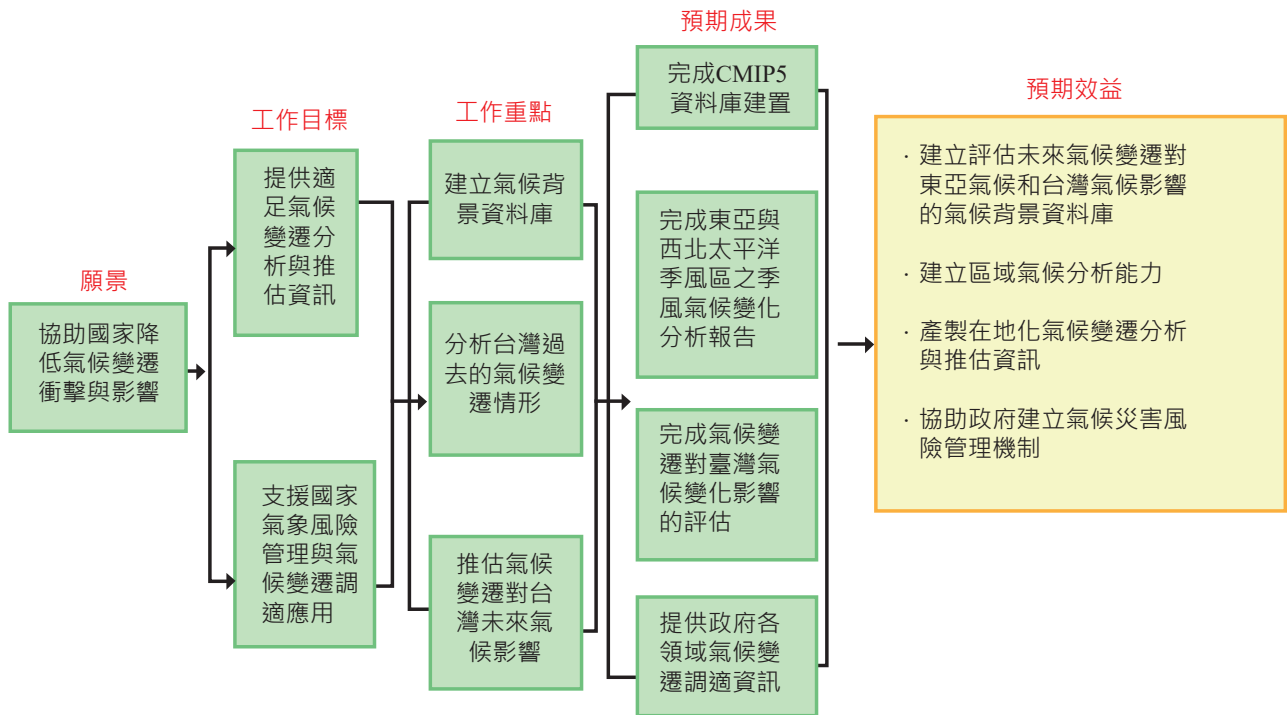 願景
協助國家降
低氣候變遷
衝擊與影響
工作目標
提供適
足氣候
變遷分
析與推
估資訊
支援國家
氣象風險
管理與氣
候變遷調
適應用
工作重點
建立氣候背
景資料庫
分析台灣過
去的氣候變
遷情形
推估氣候
變遷對台
灣未來氣
候影響
預期成果
完成CMIP5
資料庫建置
完成東亞與
西北太平洋
季風區之季
風氣候變化
分析報告
完成氣候變
遷對臺灣氣
候變化影響
的評估
提供政府各
領域氣候變
遷調適資訊
預期效益
· 建立評估未來氣候變遷對
東亞氣候和台灣氣候影響
的氣候背景資料庫
· 建立區域氣候分析能力
· 產製在地化氣候變遷分析
與推估資訊
· 協助政府建立氣候災害風
險管理機制